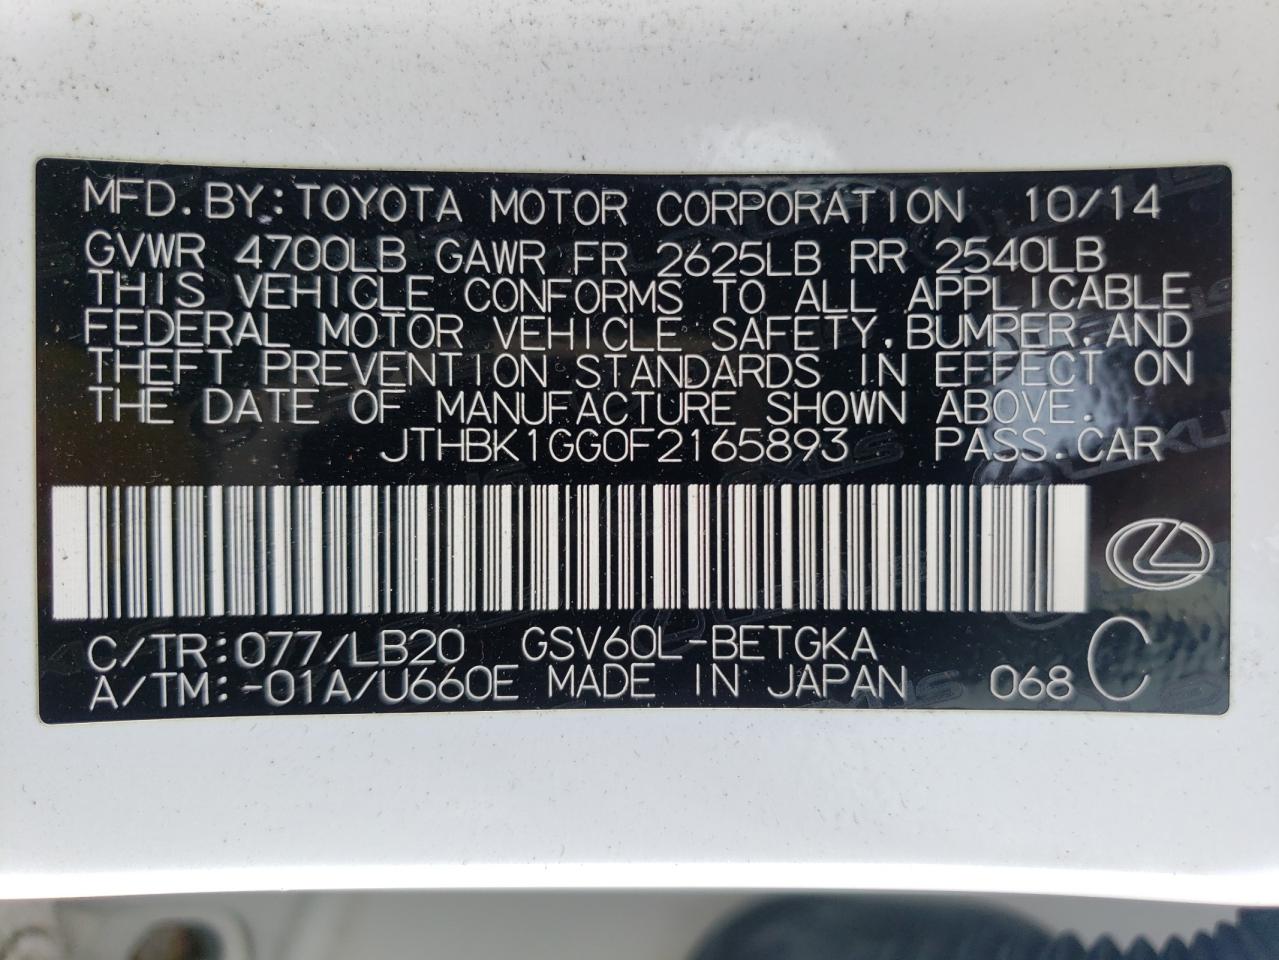 MFD.BY:TOYOTA MOTOR CORPORATION 10/14
GVWR 4700LB GAWR FR 2625LB RR 2540LB
THIS VEHICLE CONFORMS TO ALL APPLICABLE
FEDERAL MOTOR VEHICLE SAFETY,BUMPER,AND
THEFT PREVENTION STANDARDS IN EFFECT ON
THE DATE OF MANUFACTURE SHOWN ABOVE.
JTHBK1GG0F2165893 PASS.CAR
C/TR:077/LB20 GSV60L-BETGKA
A/TM:-01A/U660E MADE IN JAPAN 068 C